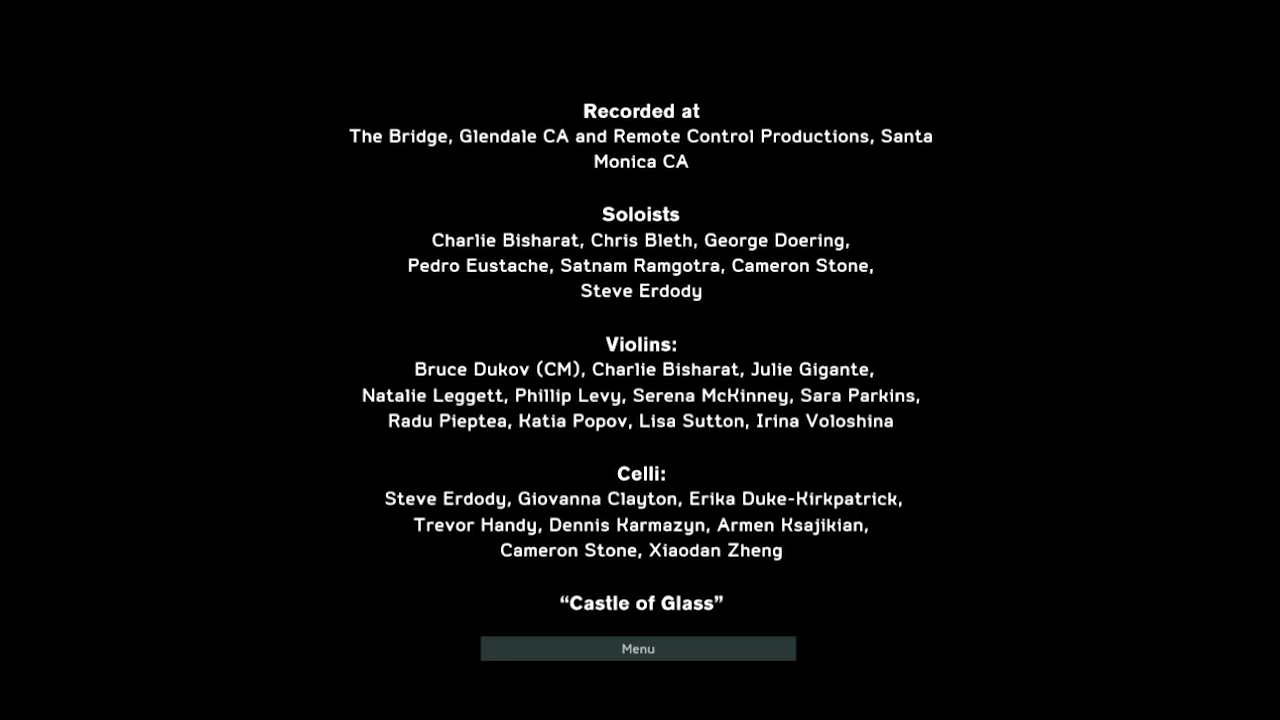 Recorded at
The Bridge, Glendale CA and Remote Control Productions, Santa
Monica CA
Soloists
Charlie Bisharat, Chris Bleth, George Doering,
Pedro Eustache, Satnam Ramgotra, Cameron Stone,
Steve Erdody
Violins:
Bruce Dukov (CM), Charlie Bisharat, Julie Gigante,
Natalie Leggett, Phillip Levy, Serena McKinney, Sara Parkins,
Radu Pieptea, Katia Popov, Lisa Sutton, Irina Voloshina
Celli:
Steve Erdody, Giovanna Clayton, Erika Duke-Kirkpatrick,
Trevor Handy, Dennis Karmazyn, Armen Ksajikian,
Cameron Stone, Xiaodan Zheng
“Castle of Glass”
Menu